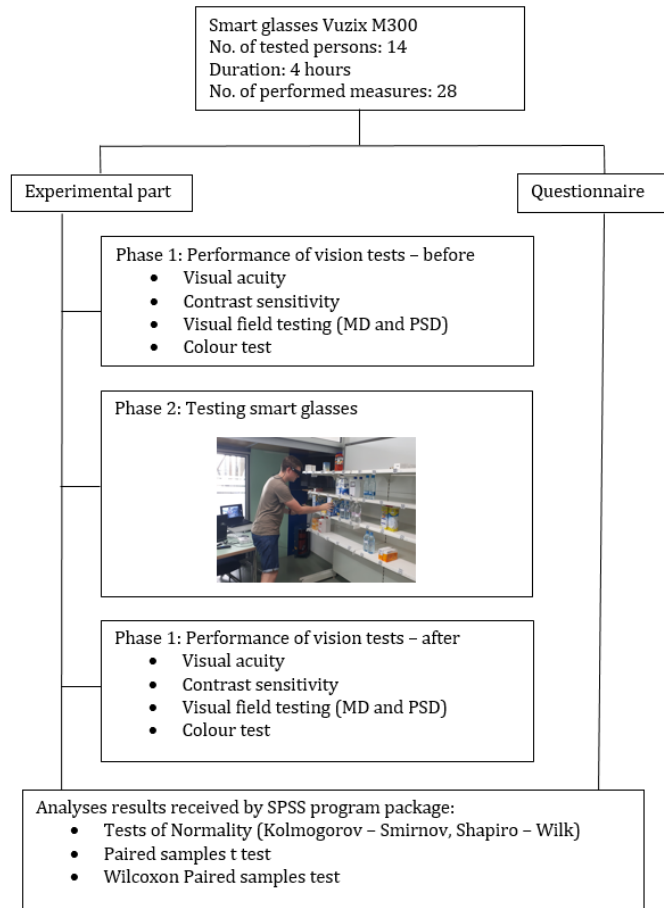 Smart glasses Vuzix M300
No. of tested persons: 14
Duration: 4 hours
No. of performed measures: 28
Experimental part
Questionnaire
Phase 1: Performance of vision tests – before
• Visual acuity
• Contrast sensitivity
• Visual field testing (MD and PSD)
• Colour test
Phase 2: Testing smart glasses
Phase 1: Performance of vision tests – after
• Visual acuity
• Contrast sensitivity
• Visual field testing (MD and PSD)
• Colour test
Analyses results received by SPSS program package:
• Tests of Normality (Kolmogorov – Smirnov, Shapiro – Wilk)
• Paired samples t test
• Wilcoxon Paired samples test